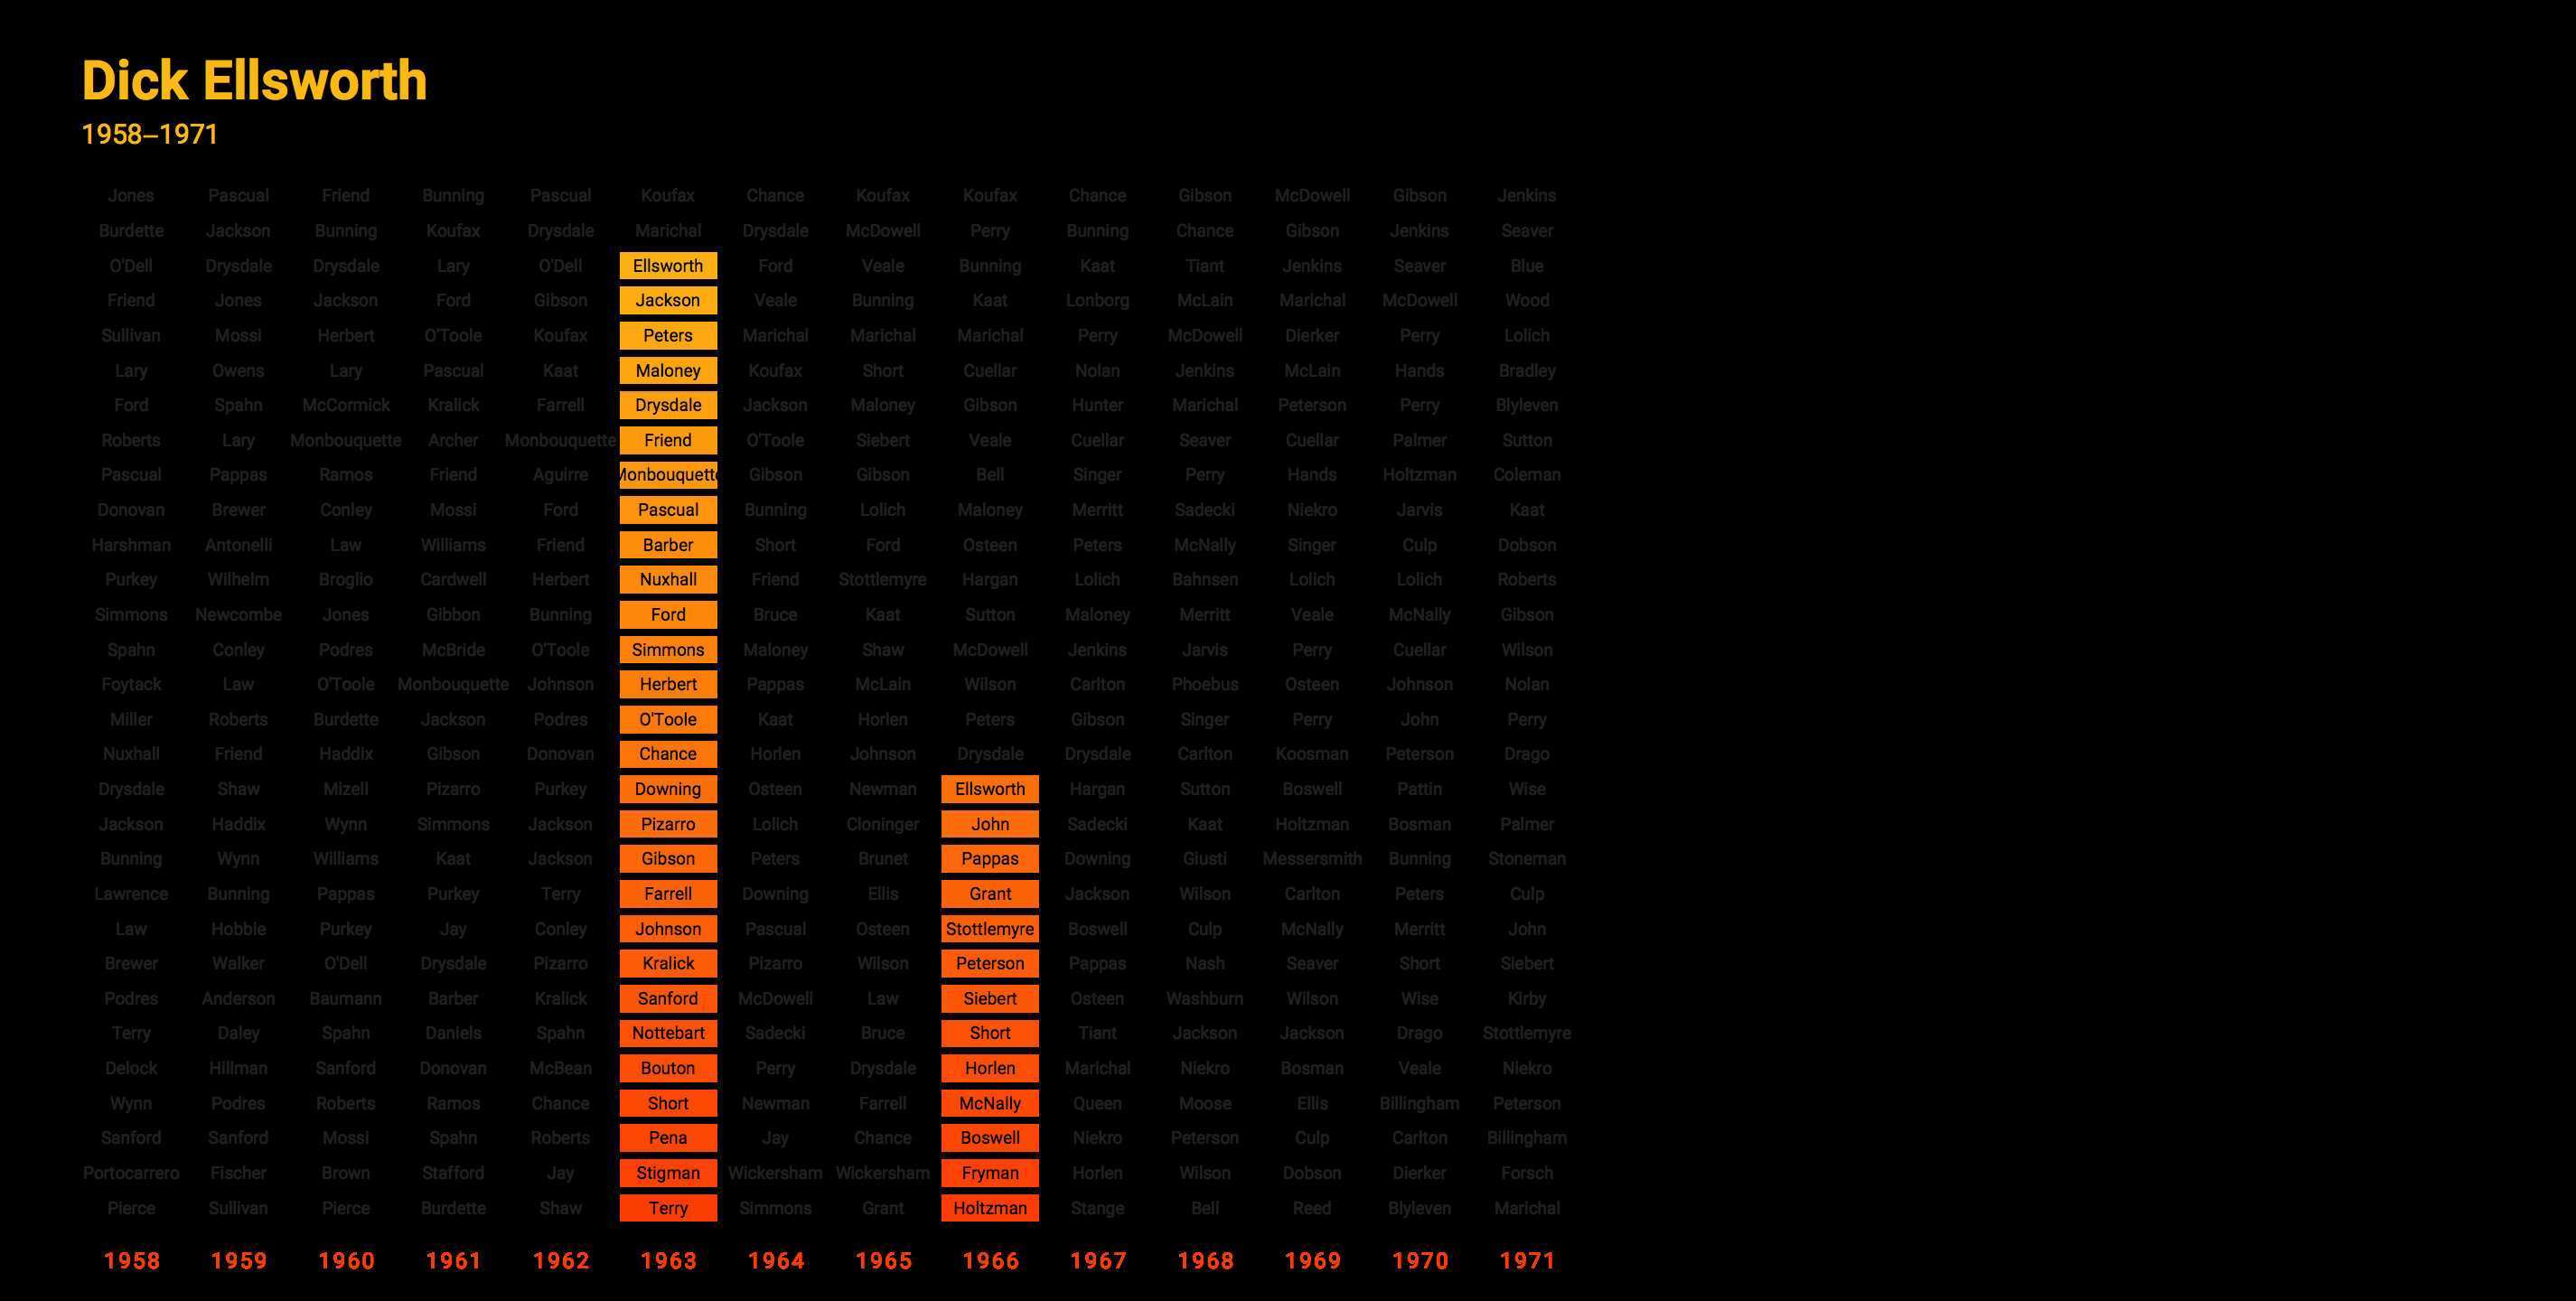 Dick Ellsworth
1958–1971
Jones Pascual Friend Bunning Pascual Koufax Chance Koufax Koufax Chance Gibson McDowell Gibson Jenkins
Burdette Jackson Bunning Koufax Drysdale Marichal Drysdale McDowell Perry Bunning Chance Gibson Jenkins Seaver
O'Dell Drysdale Drysdale Lary O'Dell Ellsworth Ford Veale Bunning Kaat Tiant Jenkins Seaver Blue
Friend Jones Jackson Ford Gibson Jackson Veale Bunning Kaat Lonborg McLain Marichal McDowell Wood
Sullivan Mossi Herbert O'Toole Koufax Peters Marichal Marichal Marichal Perry McDowell Dierker Perry Lolich
Lary Owens Lary Pascual Kaat Maloney Koufax Short Cuellar Nolan Jenkins McLain Hands Bradley
Ford Spahn McCormick Kralick Farrell Drysdale Jackson Maloney Gibson Hunter Marichal Peterson Perry Blyleven
Roberts Lary Monbouquette Archer Monbouquette Friend O'Toole Siebert Veale Cuellar Seaver Cuellar Palmer Sutton
Pascual Pappas Ramos Friend Aguirre Monbouquette Gibson Gibson Bell Singer Perry Hands Holtzman Coleman
Donovan Brewer Conley Mossi Ford Pascual Bunning Lolich Maloney Merritt Sadecki Niekro Jarvis Kaat
Harshman Antonelli Law Williams Friend Barber Short Ford Osteen Peters McNally Singer Culp Dobson
Purkey Wilhelm Broglio Cardwell Herbert Nuxhall Friend Stottlemyre Hargan Lolich Bahnsen Lolich Lolich Roberts
Simmons Newcombe Jones Gibbon Bunning Ford Bruce Kaat Sutton Maloney Merritt Veale McNally Gibson
Spahn Conley Podres McBride O'Toole Simmons Maloney Shaw McDowell Jenkins Jarvis Perry Cuellar Wilson
Foytack Law O'Toole Monbouquette Johnson Herbert Pappas McLain Wilson Carlton Phoebus Osteen Johnson Nolan
Miller Roberts Burdette Jackson Podres O'Toole Kaat Horlen Peters Gibson Singer Perry John Perry
Nuxhall Friend Haddix Gibson Donovan Chance Horlen Johnson Drysdale Drysdale Carlton Koosman Peterson Drago
Drysdale Shaw Mizell Pizarro Purkey Downing Osteen Newman Ellsworth Hargan Sutton Boswell Pattin Wise
Jackson Haddix Wynn Simmons Jackson Pizarro Lolich Cloninger John Sadecki Kaat Holtzman Bosman Palmer
Bunning Wynn Williams Kaat Jackson Gibson Peters Brunet Pappas Downing Giusti Messersmith Bunning Stoneman
Lawrence Bunning Pappas Purkey Terry Farrell Downing Ellis Grant Jackson Wilson Carlton Peters Culp
Law Hobbie Purkey Jay Conley Johnson Pascual Osteen Stottlemyre Boswell Culp McNally Merritt John
Brewer Walker O'Dell Drysdale Pizarro Kralick Pizarro Wilson Peterson Pappas Nash Seaver Short Siebert
Podres Anderson Baumann Barber Kralick Sanford McDowell Law Siebert Osteen Washburn Wilson Wise Kirby
Terry Daley Spahn Daniels Spahn Nottebart Sadecki Bruce Short Tiant Jackson Jackson Drago Stottlemyre
Delock Hillman Sanford Donovan McBean Bouton Perry Drysdale Horlen Marichal Niekro Bosman Veale Niekro
Wynn Podres Roberts Ramos Chance Short Newman Farrell McNally Queen Moose Ellis Billingham Peterson
Sanford Sanford Mossi Spahn Roberts Pena Jay Chance Boswell Niekro Peterson Culp Carlton Billingham
Portocarrero Fischer Brown Stafford Jay Stigman Wickersham Wickersham Fryman Horlen Wilson Dobson Dierker Forsch
Pierce Sullivan Pierce Burdette Shaw Terry Simmons Grant Holtzman Stange Bell Reed Blyleven Marichal
1958 1959 1960 1961 1962 1963 1964 1965 1966 1967 1968 1969 1970 1971